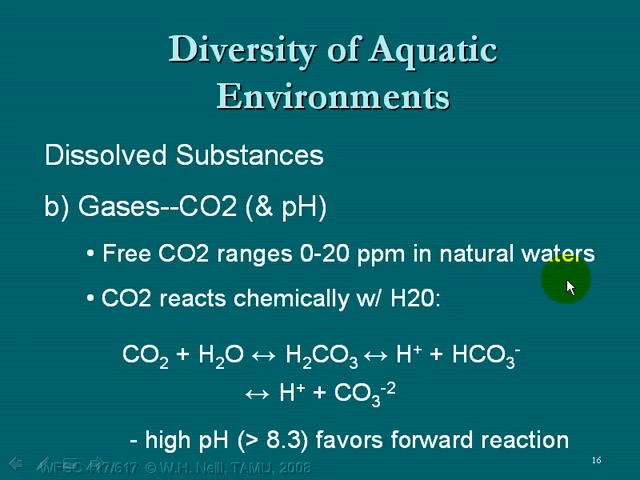 Diversity of Aquatic
Environments
Dissolved Substances
b) Gases--CO2 (& pH)
• Free CO2 ranges 0-20 ppm in natural waters
• CO2 reacts chemically w/ H20:
CO₂ + H₂O ↔ H₂CO₃ ↔ H⁺ + HCO₃⁻
↔ H⁺ + CO₃⁻²
- high pH (> 8.3) favors forward reaction
WFSC 417/617 © W.H. Neill, TAMU, 2008
16